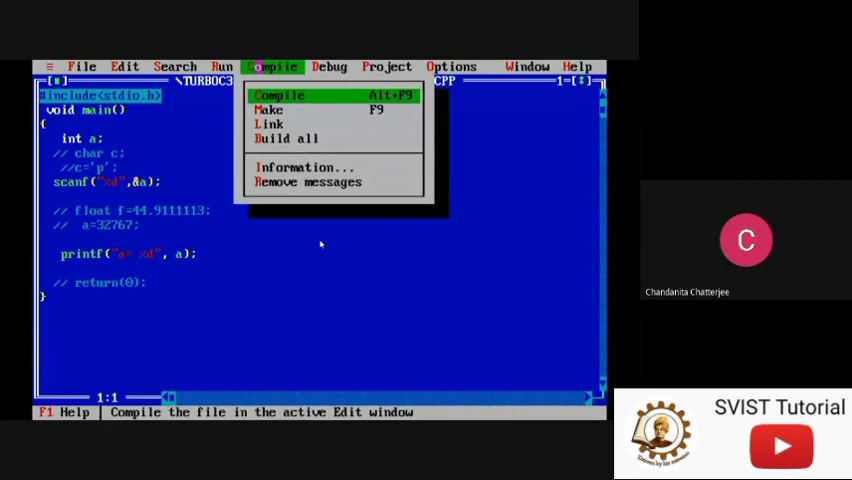 ≡ File Edit Search Run Compile Debug Project Options Window Help
[■] \TURBOC3 CPP 1=[↕]
#include<stdio.h>
void main()
{
int a;
// char c;
//c='p';
scanf("%d",&a);
// float f=44.9111113;
// a=32767;
printf("a= %d", a);
// return(0);
}
Compile Alt+F9
Make F9
Link
Build all
Information...
Remove messages
1:1
F1 Help Compile the file in the active Edit window
C
Chandanita Chatterjee
SVIST Tutorial